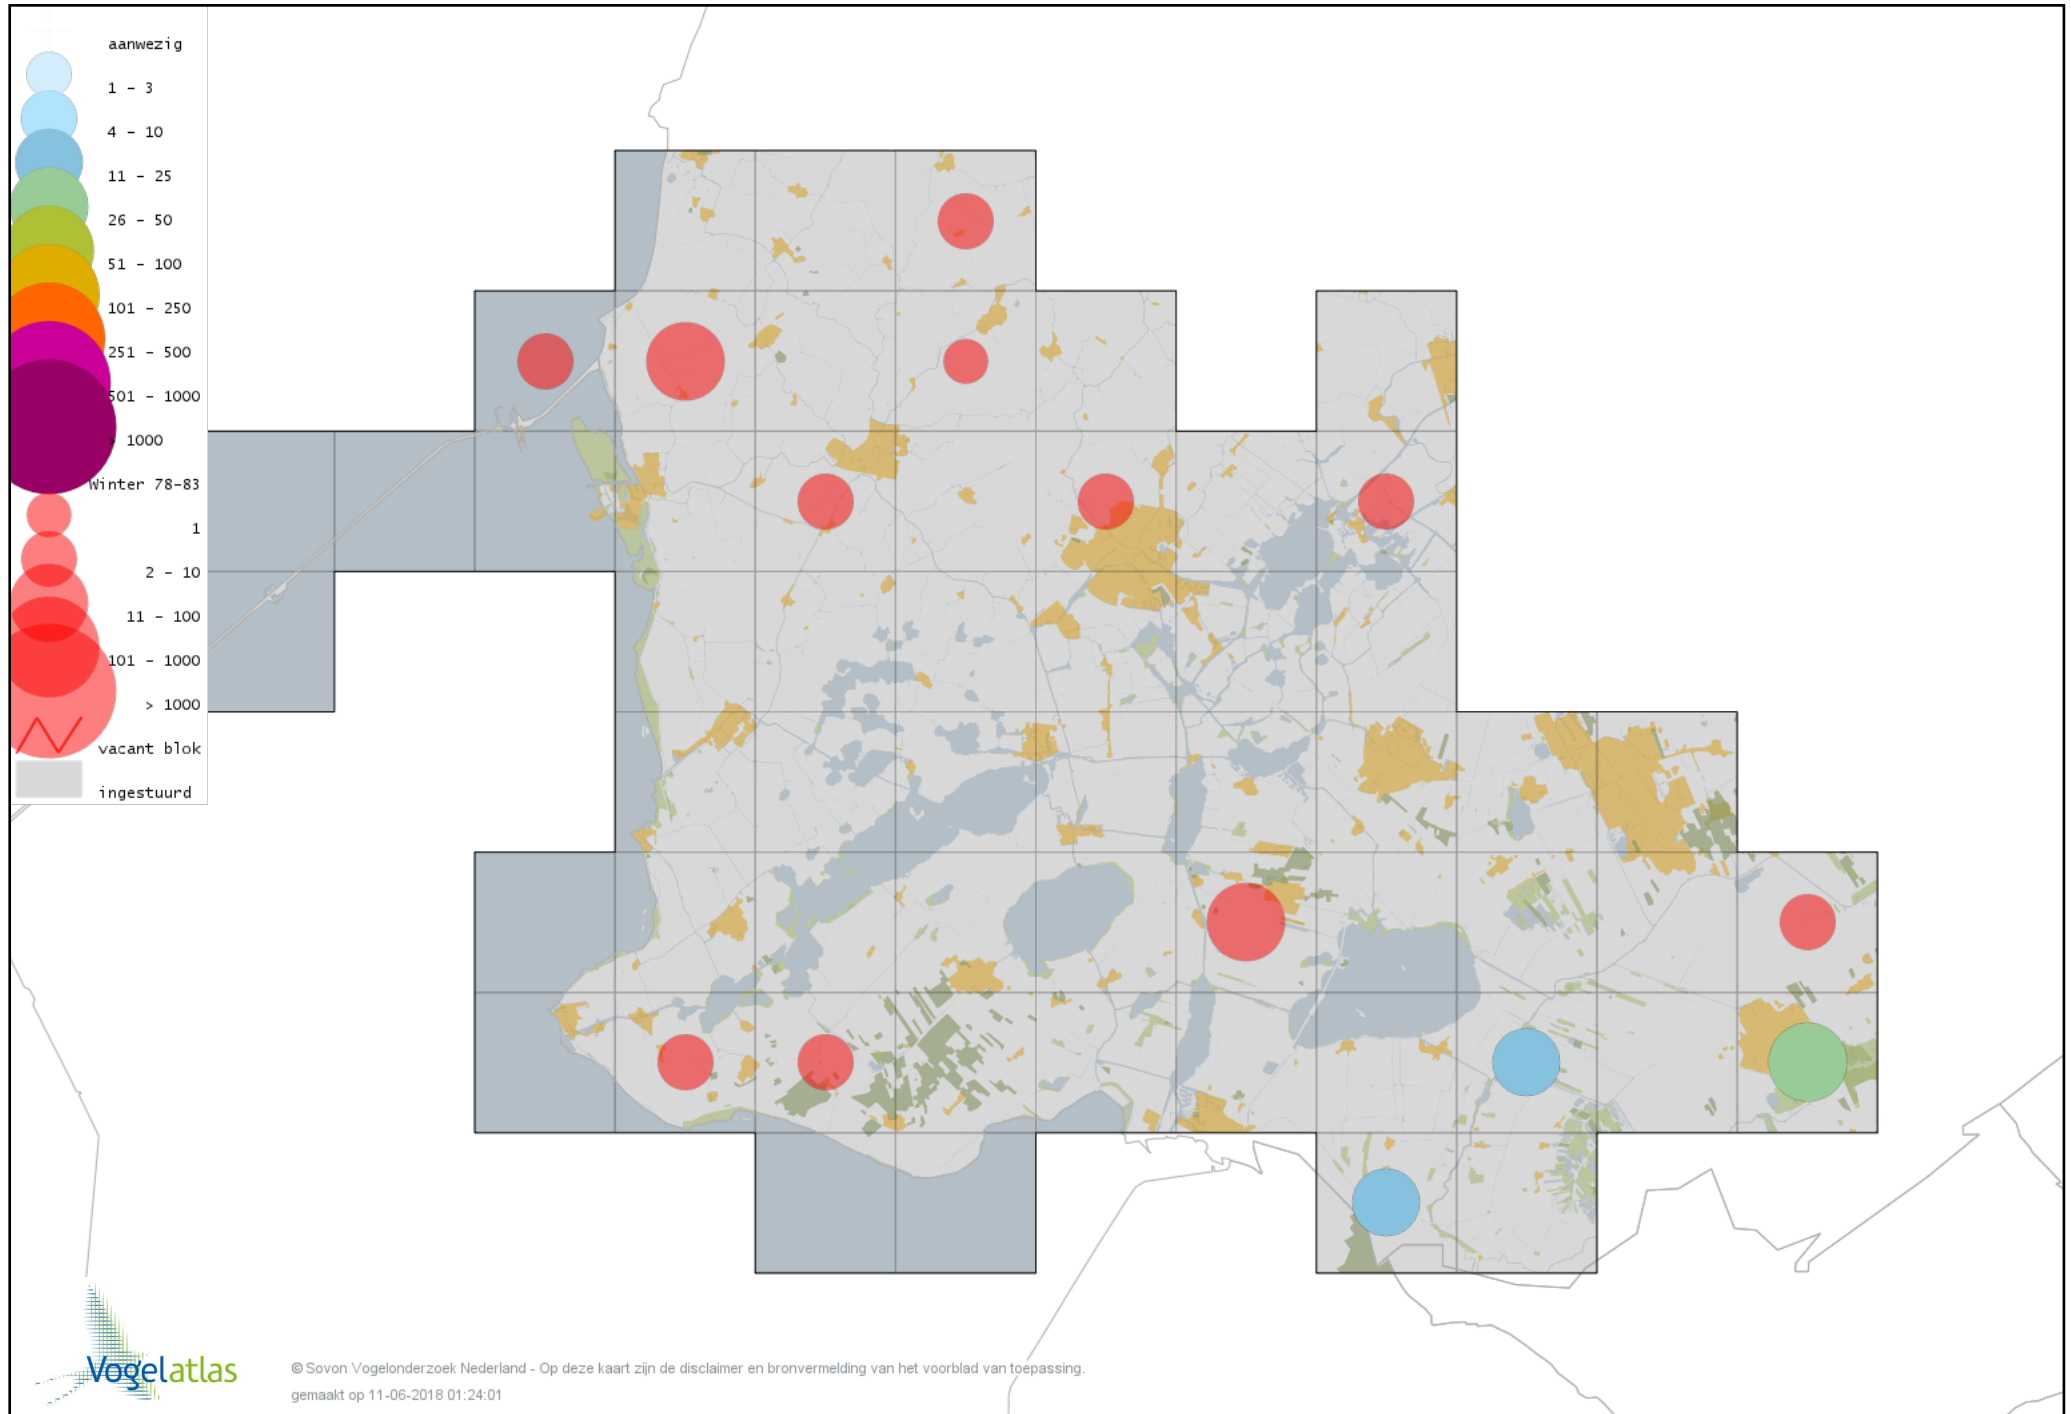 aanwezig
1 - 3
4 - 10
11 - 25
26 - 50
51 - 100
101 - 250
251 - 500
501 - 1000
> 1000
Winter 78-83
1
2 - 10
11 - 100
101 - 1000
> 1000
vacant blok
ingestuurd
Vogelatlas
© Sovon Vogelonderzoek Nederland - Op deze kaart zijn de disclaimer en bronvermelding van het voorblad van toepassing.
gemaakt op 11-06-2018 01:24:01